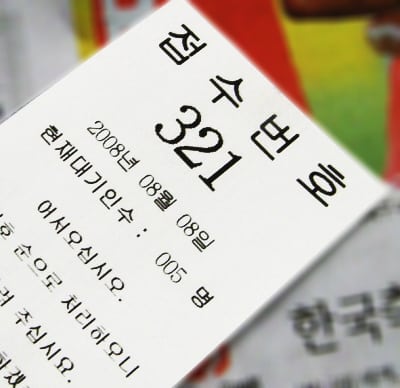 접수번호
321
2008년 08월 08일
현재대기인수 : 005 명
어서오십시오.
순으로 처리하오니
주십시요.
한국